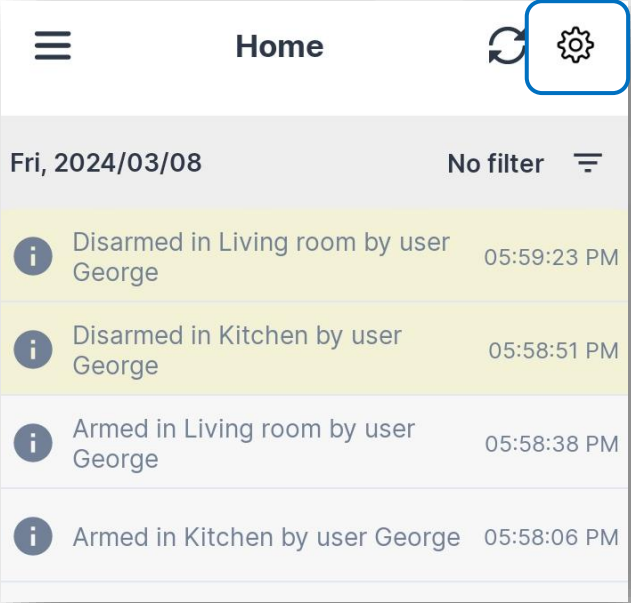 Home
Fri, 2024/03/08 No filter
Disarmed in Living room by user
George
05:59:23 PM
Disarmed in Kitchen by user
George
05:58:51 PM
Armed in Living room by user
George
05:58:38 PM
Armed in Kitchen by user George 05:58:06 PM